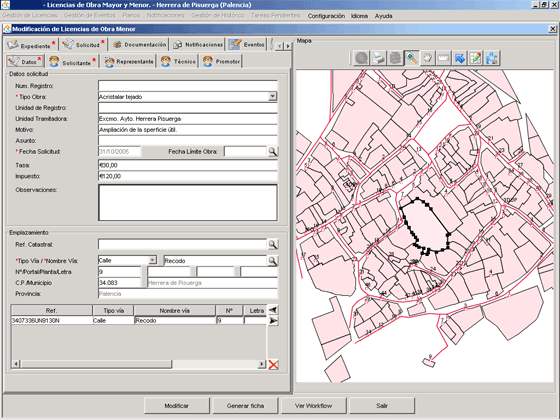 - Licencias de Obra Mayor y Menor. - Herrera de Pisuerga (Palencia)
Gestión de Licencias Gestión de Eventos Planos Notificaciones Gestión de Histórico Tareas Pendientes Configuración Idioma Ayuda
Modificación de Licencias de Obra Menor
Expediente * Solicitud * Documentación Notificaciones Eventos
Datos * Solicitante * Representante Técnico Promotor
Datos solicitud
Num. Registro:
* Tipo Obra: Acristalar tejado
Unidad de Registro:
Unidad Tramitadora: Excmo. Ayto. Herrera Pisuerga
Motivo: Ampliación de la sperficie útil.
Asunto:
* Fecha Solicitud: 31/10/2005 Fecha Límite Obra:
Tasa: €30,00
Impuesto: €120,00
Observaciones:
Emplazamiento
Ref. Catastral:
*Tipo Vía / *Nombre Vía: Calle Recodo
Nº/Portal/Planta/Letra 9
C.P./Municipio 34.083 Herrera de Pisuerga
Provincia: Palencia
Ref. Tipo vía Nombre vía Nº Letra
3407336UN9130N Calle Recodo 9
Mapa
Modificar Generar ficha Ver Workflow Salir